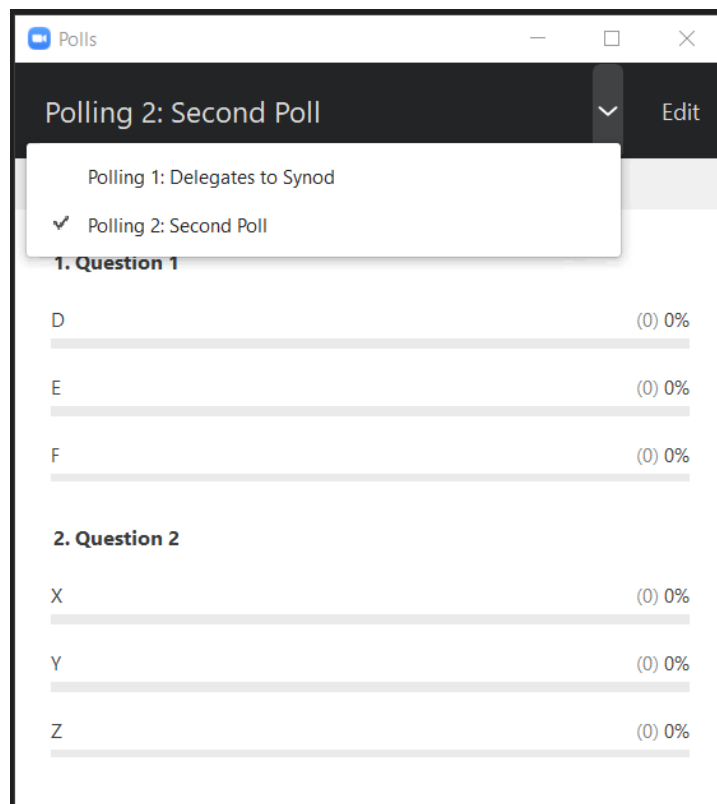 Polls
Polling 2: Second Poll Edit
Polling 1: Delegates to Synod
Polling 2: Second Poll
1. Question 1
D (0) 0%
E (0) 0%
F (0) 0%
2. Question 2
X (0) 0%
Y (0) 0%
Z (0) 0%